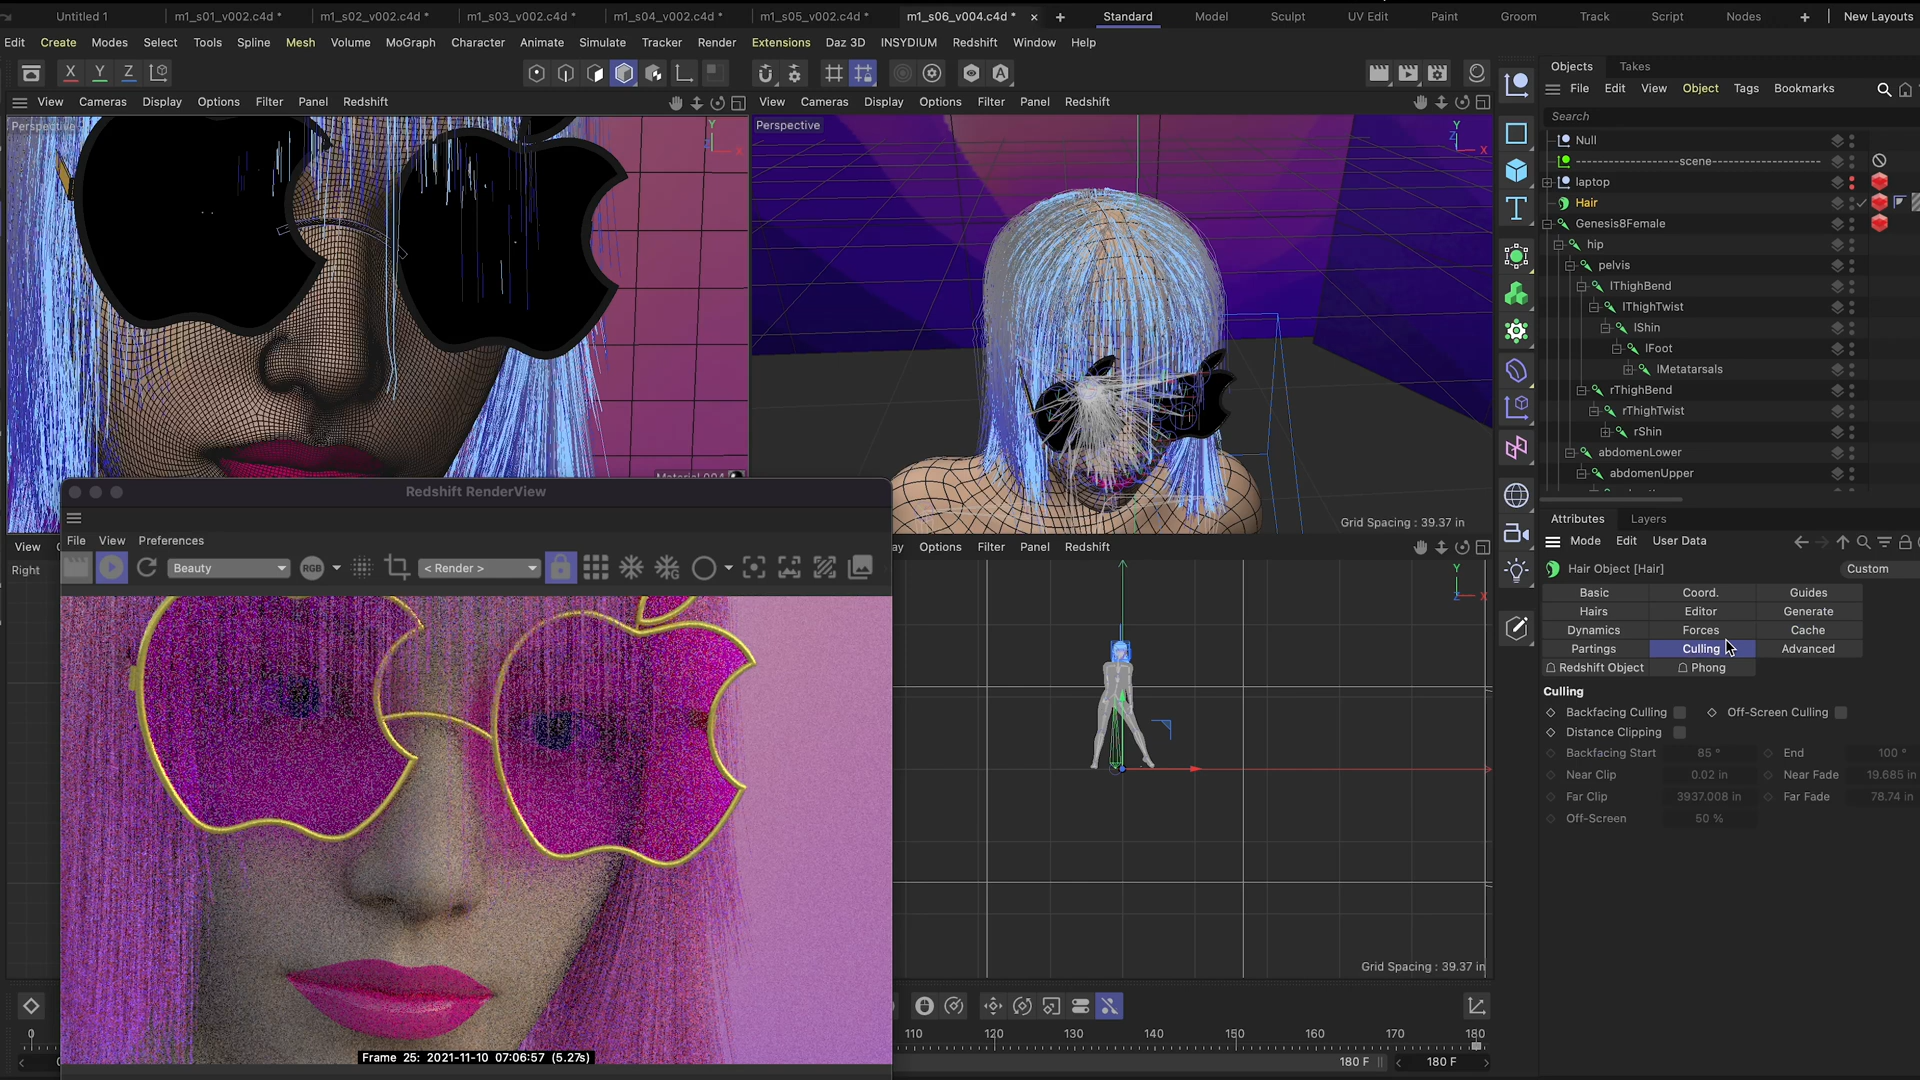 Untitled 1 m1_s01_v002.c4d * m1_s02_v002.c4d * m1_s03_v002.c4d * m1_s04_v002.c4d * m1_s05_v002.c4d * m1_s06_v004.c4d * × + Standard Model Sculpt UV Edit Paint Groom Track Script Nodes + New Layouts
Edit Create Modes Select Tools Spline Mesh Volume MoGraph Character Animate Simulate Tracker Render Extensions Daz 3D INSYDIUM Redshift Window Help
X Y Z
Objects Takes
File Edit View Object Tags Bookmarks
Search
View Cameras Display Options Filter Panel Redshift
View Cameras Display Options Filter Panel Redshift
Perspective
Perspective
Null
------------------scene------------------
laptop
Hair
Genesis8Female
hip
pelvis
lThighBend
lThighTwist
lShin
lFoot
lMetatarsals
rThighBend
rThighTwist
rShin
abdomenLower
abdomenUpper
Grid Spacing : 39.37 in
Redshift RenderView
File View Preferences
Beauty RGB < Render >
View
Right
Options Filter Panel Redshift
Attributes Layers
Mode Edit User Data
Hair Object [Hair] Custom
Basic Coord. Guides
Hairs Editor Generate
Dynamics Forces Cache
Partings Culling Advanced
Redshift Object Phong
Culling
Backfacing Culling Off-Screen Culling
Distance Clipping
Backfacing Start 85 ° End 100 °
Near Clip 0.02 in Near Fade 19.685 in
Far Clip 3937.008 in Far Fade 78.74 in
Off-Screen 50 %
Grid Spacing : 39.37 in
0 110 120 130 140 150 160 170 180
180 F 180 F
Frame 25: 2021-11-10 07:06:57 (5.27s)